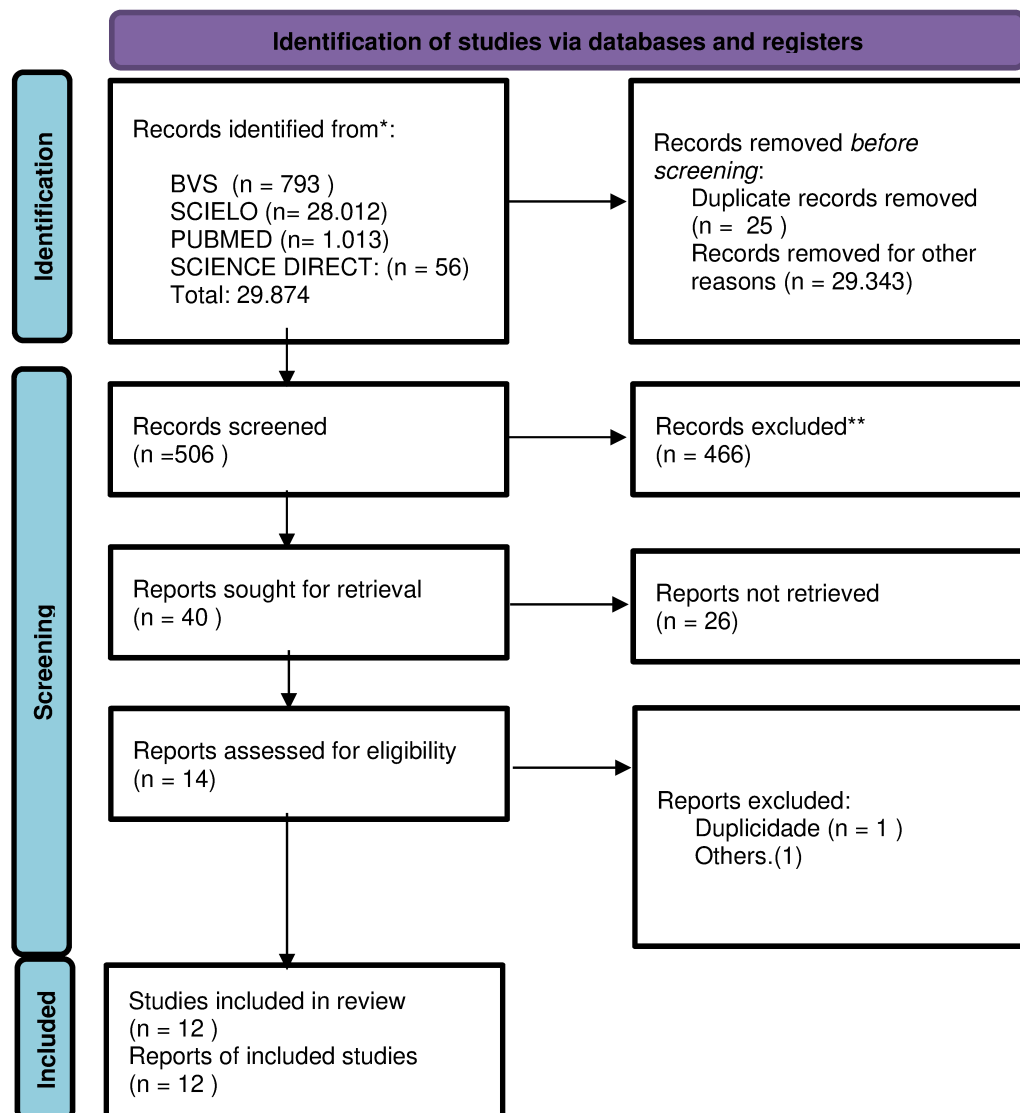 Identification of studies via databases and registers
Identification
Records identified from*:
BVS (n = 793 )
SCIELO (n= 28.012)
PUBMED (n= 1.013)
SCIENCE DIRECT: (n = 56)
Total: 29.874
Records removed before
screening:
Duplicate records removed
(n = 25 )
Records removed for other
reasons (n = 29.343)
Screening
Records screened
(n =506 )
Records excluded**
(n = 466)
Reports sought for retrieval
(n = 40 )
Reports not retrieved
(n = 26)
Reports assessed for eligibility
(n = 14)
Reports excluded:
Duplicidade (n = 1 )
Others.(1)
Included
Studies included in review
(n = 12 )
Reports of included studies
(n = 12 )